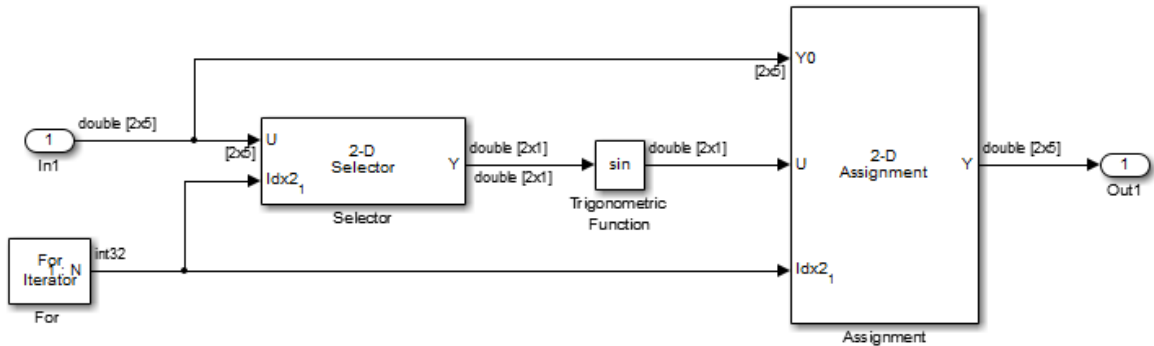 Y0
[2x5]
1
In1
double [2x5]
U
[2x5]
2-D
Selector
Y
Idx2 1
Selector
double [2x1]
double [2x1]
sin
Trigonometric
Function
double [2x1]
U
2-D
Assignment
Y
double [2x5]
1
Out1
For
Iterator
1 : N
int32
For
Idx2 1
Assignment